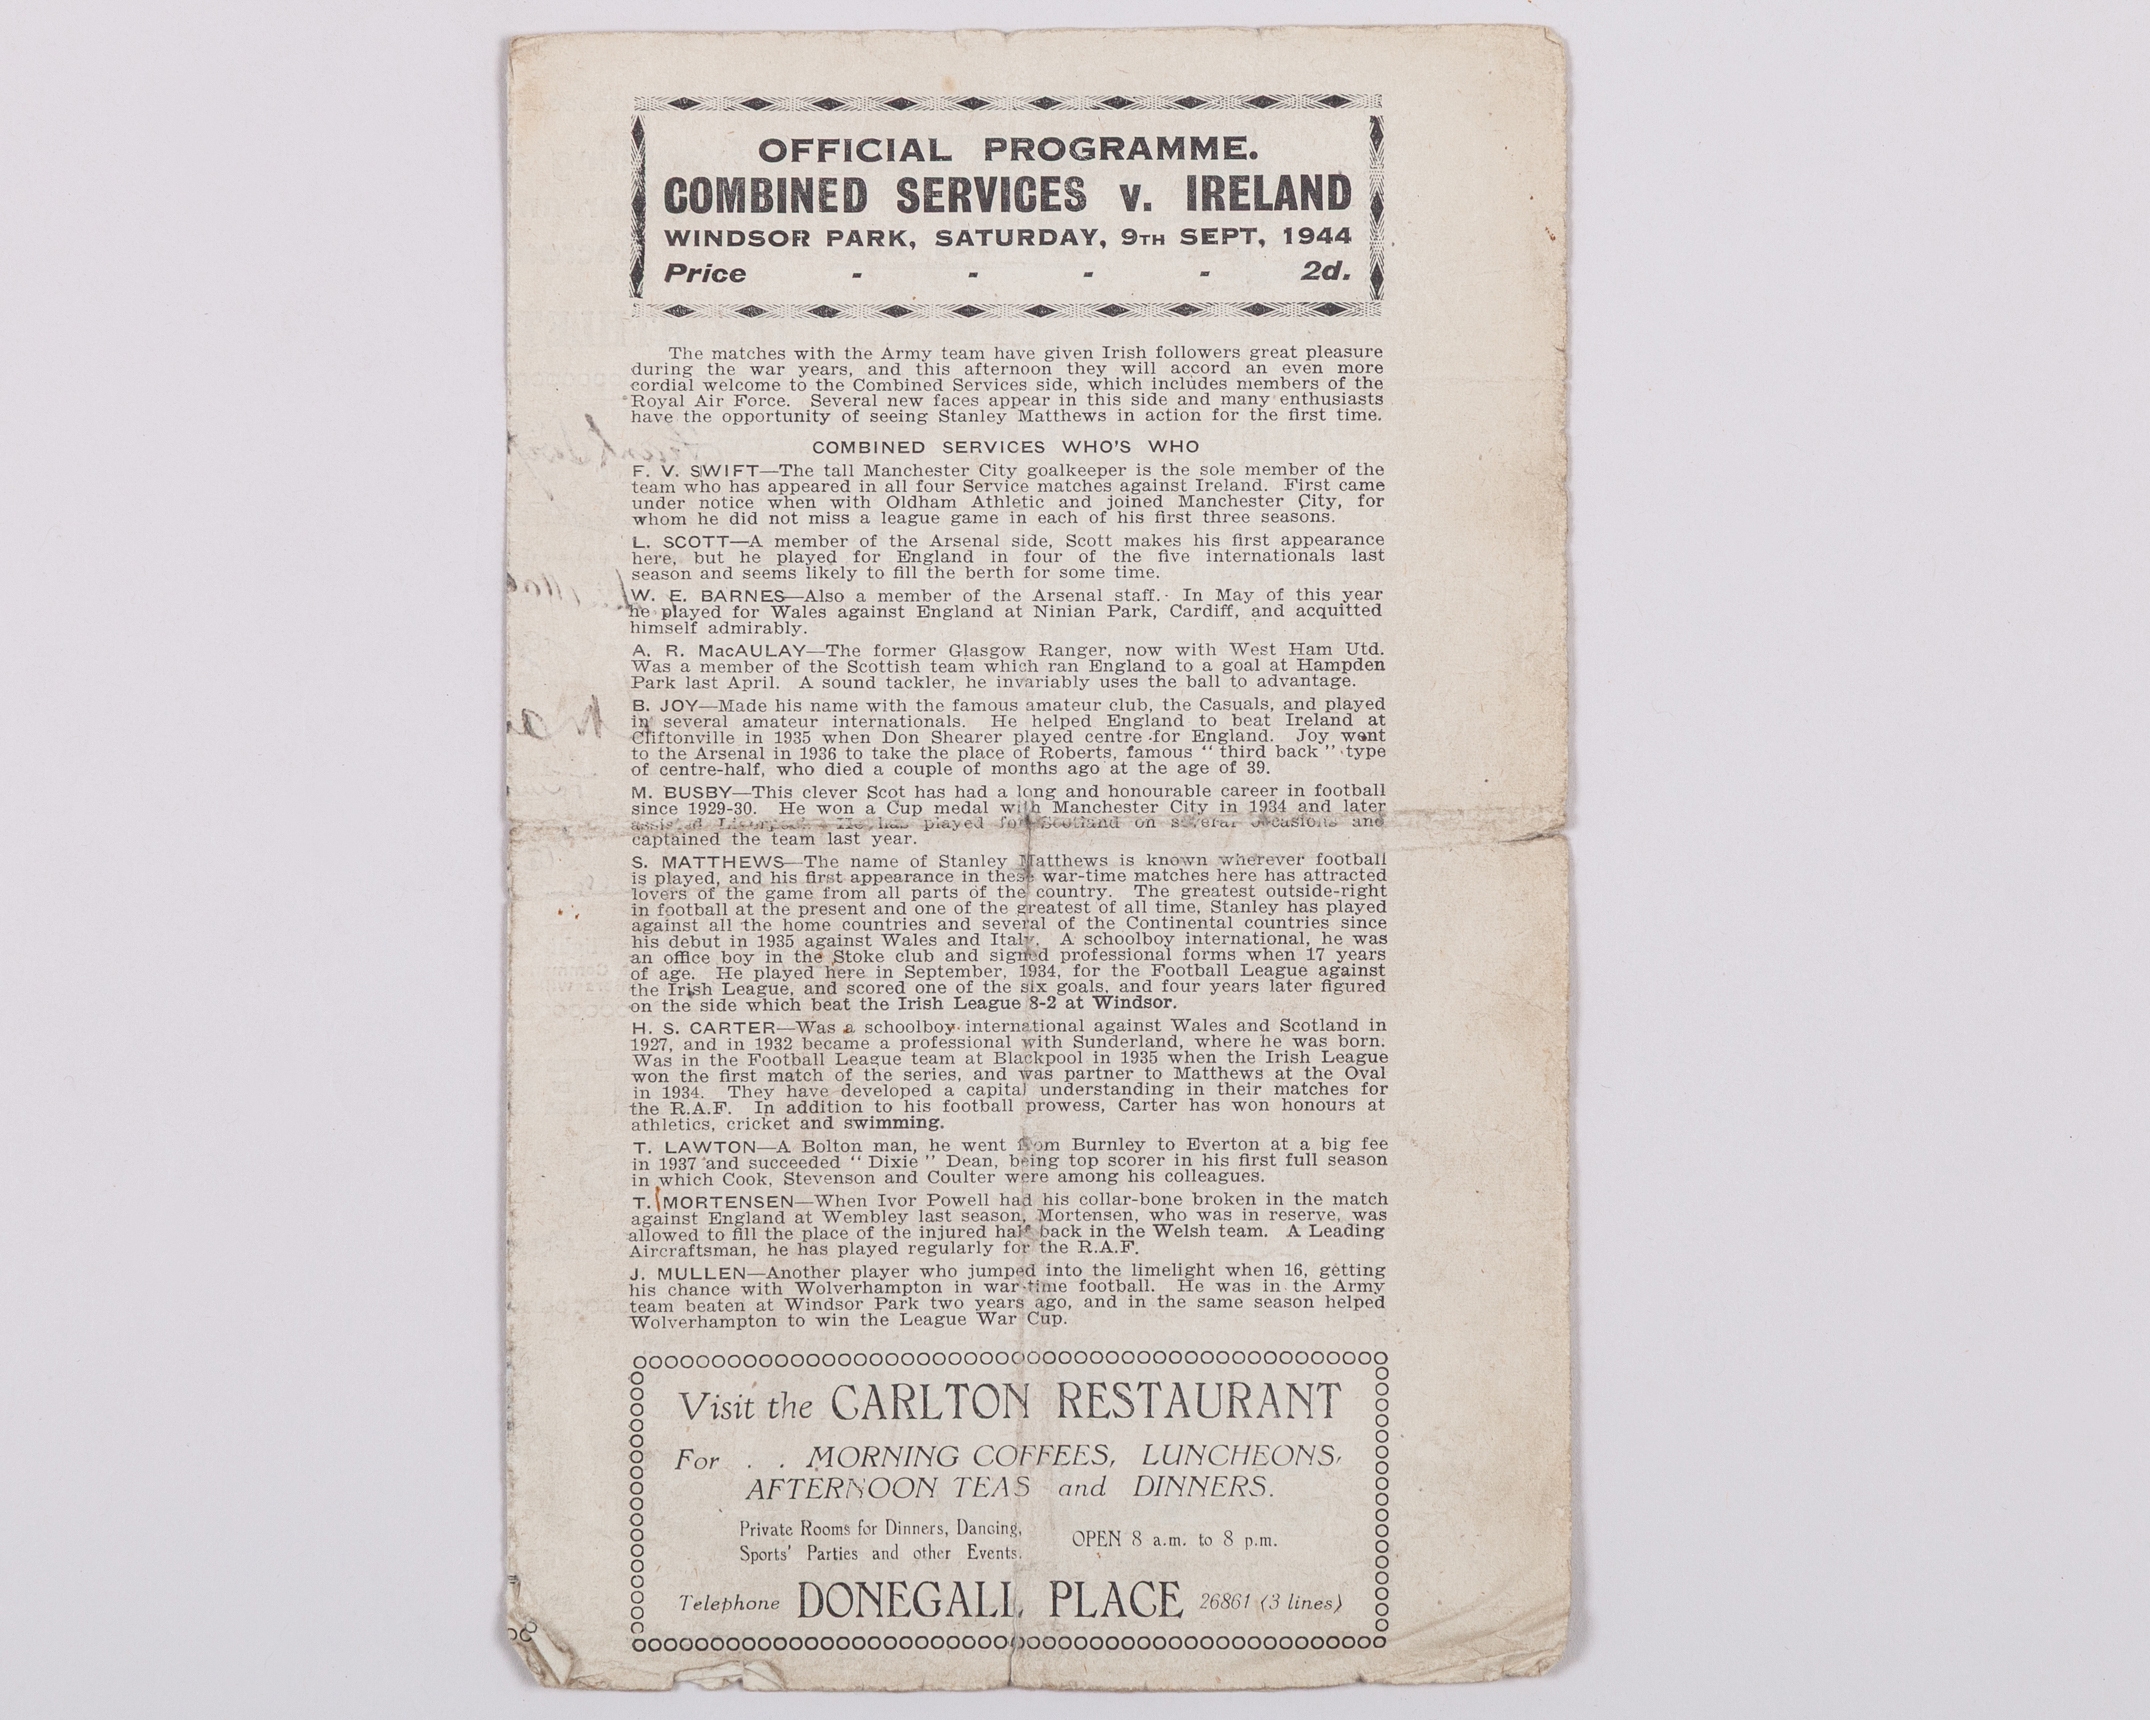 OFFICIAL PROGRAMME.
COMBINED SERVICES v. IRELAND
WINDSOR PARK, SATURDAY, 9TH SEPT, 1944
Price - - - - 2d.
The matches with the Army team have given Irish followers great pleasure
during the war years, and this afternoon they will accord an even more
cordial welcome to the Combined Services side, which includes members of the
Royal Air Force. Several new faces appear in this side and many enthusiasts
have the opportunity of seeing Stanley Matthews in action for the first time.
COMBINED SERVICES WHO'S WHO
F. V. SWIFT—The tall Manchester City goalkeeper is the sole member of the
team who has appeared in all four Service matches against Ireland. First came
under notice when with Oldham Athletic and joined Manchester City, for
whom he did not miss a league game in each of his first three seasons.
L. SCOTT—A member of the Arsenal side, Scott makes his first appearance
here, but he played for England in four of the five internationals last
season and seems likely to fill the berth for some time.
W. E. BARNES—Also a member of the Arsenal staff. In May of this year
he played for Wales against England at Ninian Park, Cardiff, and acquitted
himself admirably.
A. R. MacAULAY—The former Glasgow Ranger, now with West Ham Utd.
Was a member of the Scottish team which ran England to a goal at Hampden
Park last April. A sound tackler, he invariably uses the ball to advantage.
B. JOY—Made his name with the famous amateur club, the Casuals, and played
in several amateur internationals. He helped England to beat Ireland at
Cliftonville in 1935 when Don Shearer played centre for England. Joy went
to the Arsenal in 1936 to take the place of Roberts, famous "third back" type
of centre-half, who died a couple of months ago at the age of 39.
M. BUSBY—This clever Scot has had a long and honourable career in football
since 1929-30. He won a Cup medal with Manchester City in 1934 and later
assisted Liverpool. He has played for Scotland on several occasions and
captained the team last year.
S. MATTHEWS—The name of Stanley Matthews is known wherever football
is played, and his first appearance in these war-time matches here has attracted
lovers of the game from all parts of the country. The greatest outside-right
in football at the present and one of the greatest of all time, Stanley has played
against all the home countries and several of the Continental countries since
his debut in 1935 against Wales and Italy. A schoolboy international, he was
an office boy in the Stoke club and signed professional forms when 17 years
of age. He played here in September, 1934, for the Football League against
the Irish League, and scored one of the six goals, and four years later figured
on the side which beat the Irish League 8-2 at Windsor.
H. S. CARTER—Was a schoolboy international against Wales and Scotland in
1927, and in 1932 became a professional with Sunderland, where he was born.
Was in the Football League team at Blackpool in 1935 when the Irish League
won the first match of the series, and was partner to Matthews at the Oval
in 1934. They have developed a capital understanding in their matches for
the R.A.F. In addition to his football prowess, Carter has won honours at
athletics, cricket and swimming.
T. LAWTON—A Bolton man, he went from Burnley to Everton at a big fee
in 1937 and succeeded "Dixie" Dean, being top scorer in his first full season
in which Cook, Stevenson and Coulter were among his colleagues.
T. MORTENSEN—When Ivor Powell had his collar-bone broken in the match
against England at Wembley last season, Mortensen, who was in reserve, was
allowed to fill the place of the injured half back in the Welsh team. A Leading
Aircraftsman, he has played regularly for the R.A.F.
J. MULLEN—Another player who jumped into the limelight when 16, getting
his chance with Wolverhampton in war-time football. He was in the Army
team beaten at Windsor Park two years ago, and in the same season helped
Wolverhampton to win the League War Cup.
Visit the CARLTON RESTAURANT
For . . MORNING COFFEES, LUNCHEONS,
AFTERNOON TEAS and DINNERS.
Private Rooms for Dinners, Dancing,
Sports' Parties and other Events.
OPEN 8 a.m. to 8 p.m.
Telephone DONEGALL PLACE 26861 (3 lines)